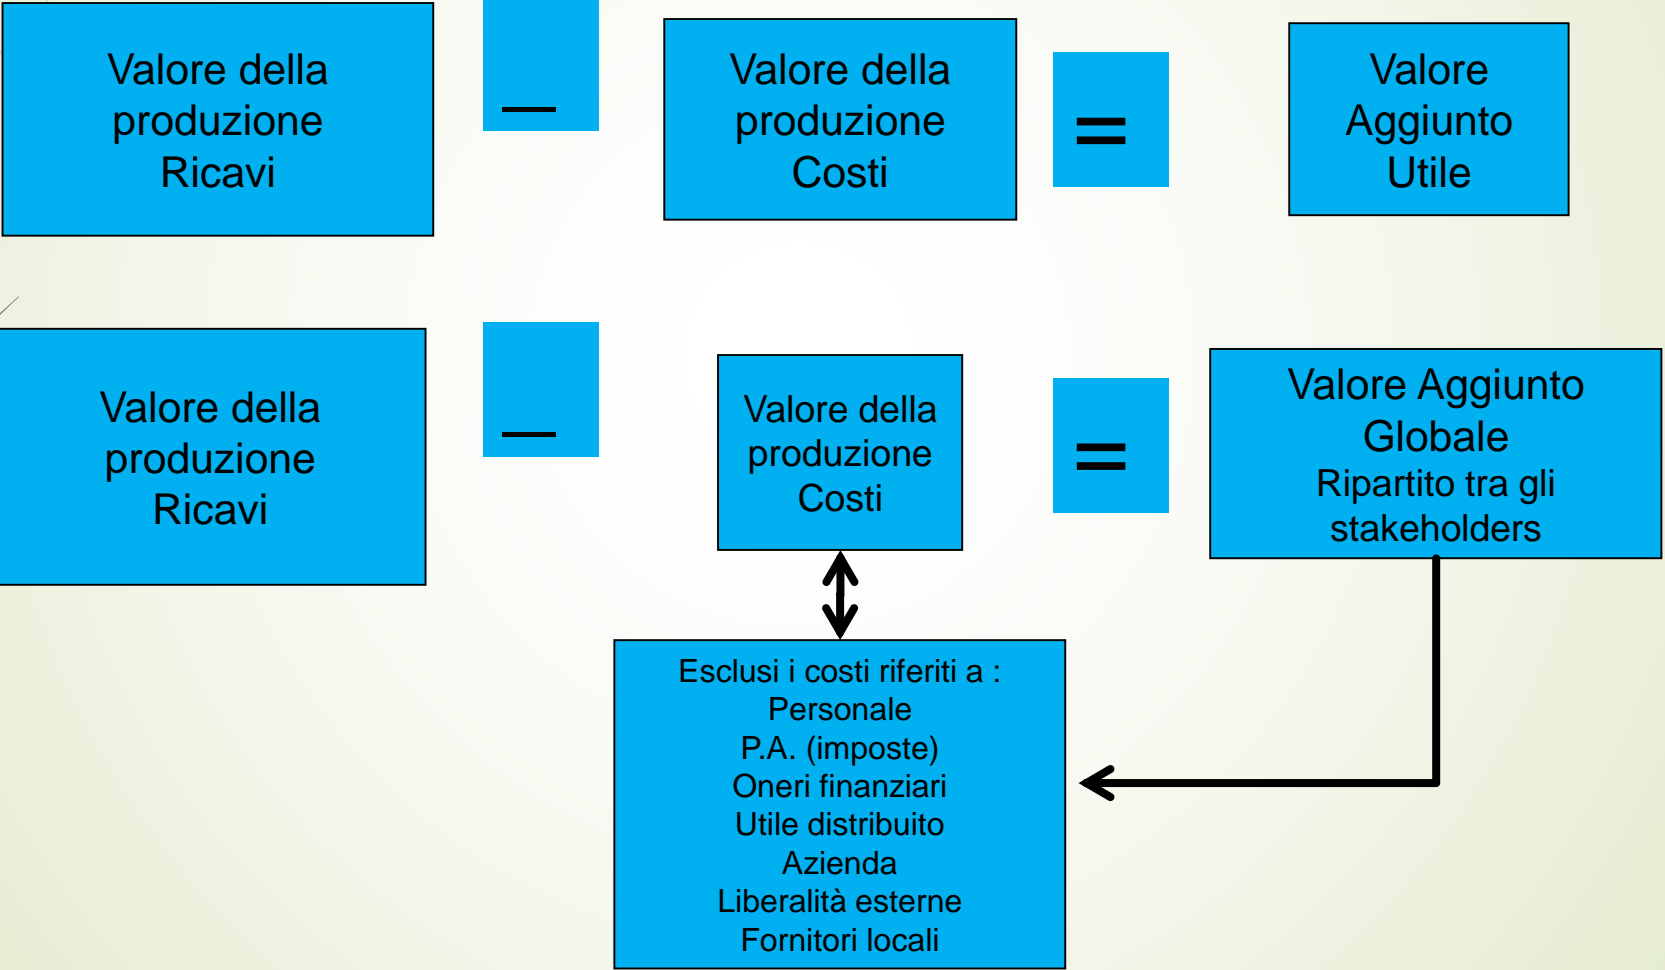 Valore della
produzione
Ricavi
_
Valore della
produzione
Costi
=
Valore
Aggiunto
Utile
Valore della
produzione
Ricavi
_
Valore della
produzione
Costi
=
Valore Aggiunto
Globale
Ripartito tra gli
stakeholders
Esclusi i costi riferiti a :
Personale
P.A. (imposte)
Oneri finanziari
Utile distribuito
Azienda
Liberalità esterne
Fornitori locali